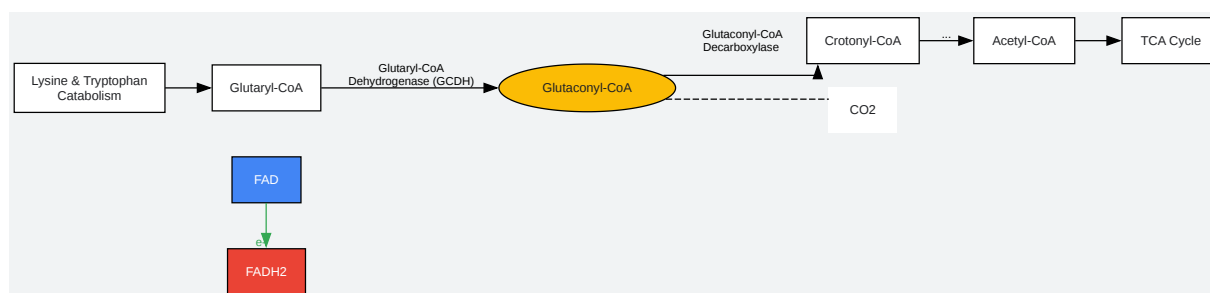 Lysine & Tryptophan
Catabolism
Glutaryl-CoA
Glutaryl-CoA
Dehydrogenase (GCDH)
Glutaconyl-CoA
Glutaconyl-CoA
Decarboxylase
Crotonyl-CoA
...
Acetyl-CoA
TCA Cycle
CO2
FAD
e-
FADH2